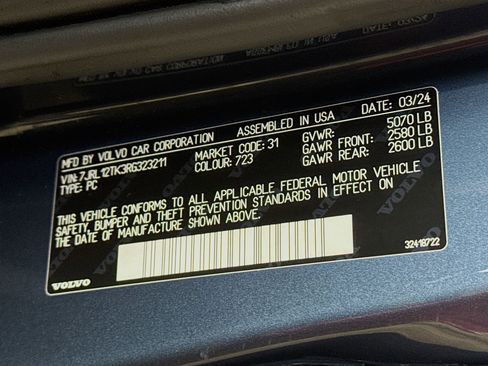 MFD BY VOLVO CAR CORPORATION ASSEMBLED IN USA DATE: 03/24
VIN: 7JRL12TK3RG323211 MARKET CODE: 31 GVWR: 5070 LB
TYPE: PC COLOUR: 723 GAWR FRONT: 2580 LB
GAWR REAR: 2600 LB
THIS VEHICLE CONFORMS TO ALL APPLICABLE FEDERAL MOTOR VEHICLE
SAFETY, BUMPER AND THEFT PREVENTION STANDARDS IN EFFECT ON
THE DATE OF MANUFACTURE SHOWN ABOVE.
32418722
VOLVO